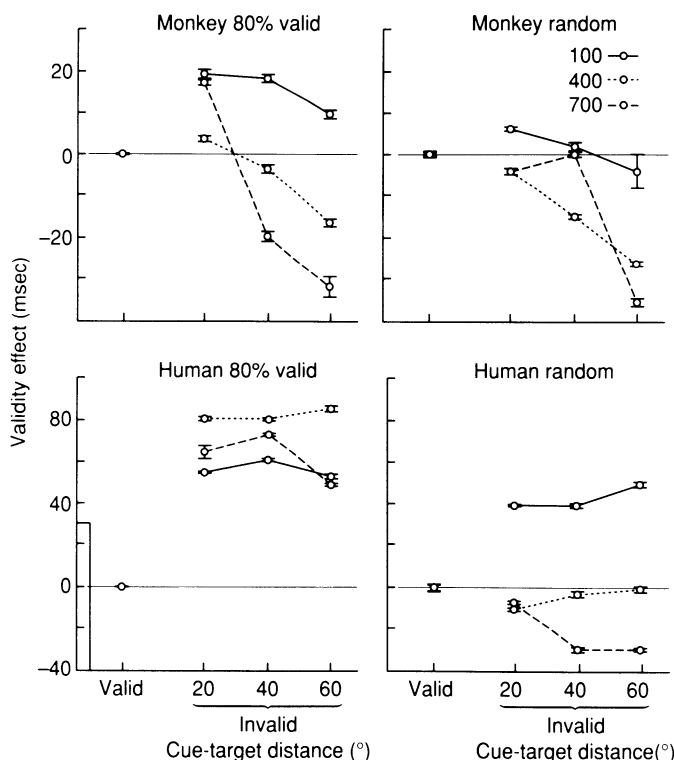 Monkey 80% valid
Monkey random
100
400
700
20
0
−20
Validity effect (msec)
Human 80% valid
Human random
80
40
0
−40
Valid 20 40 60
Valid 20 40 60
Invalid
Invalid
Cue-target distance (°)
Cue-target distance(°)